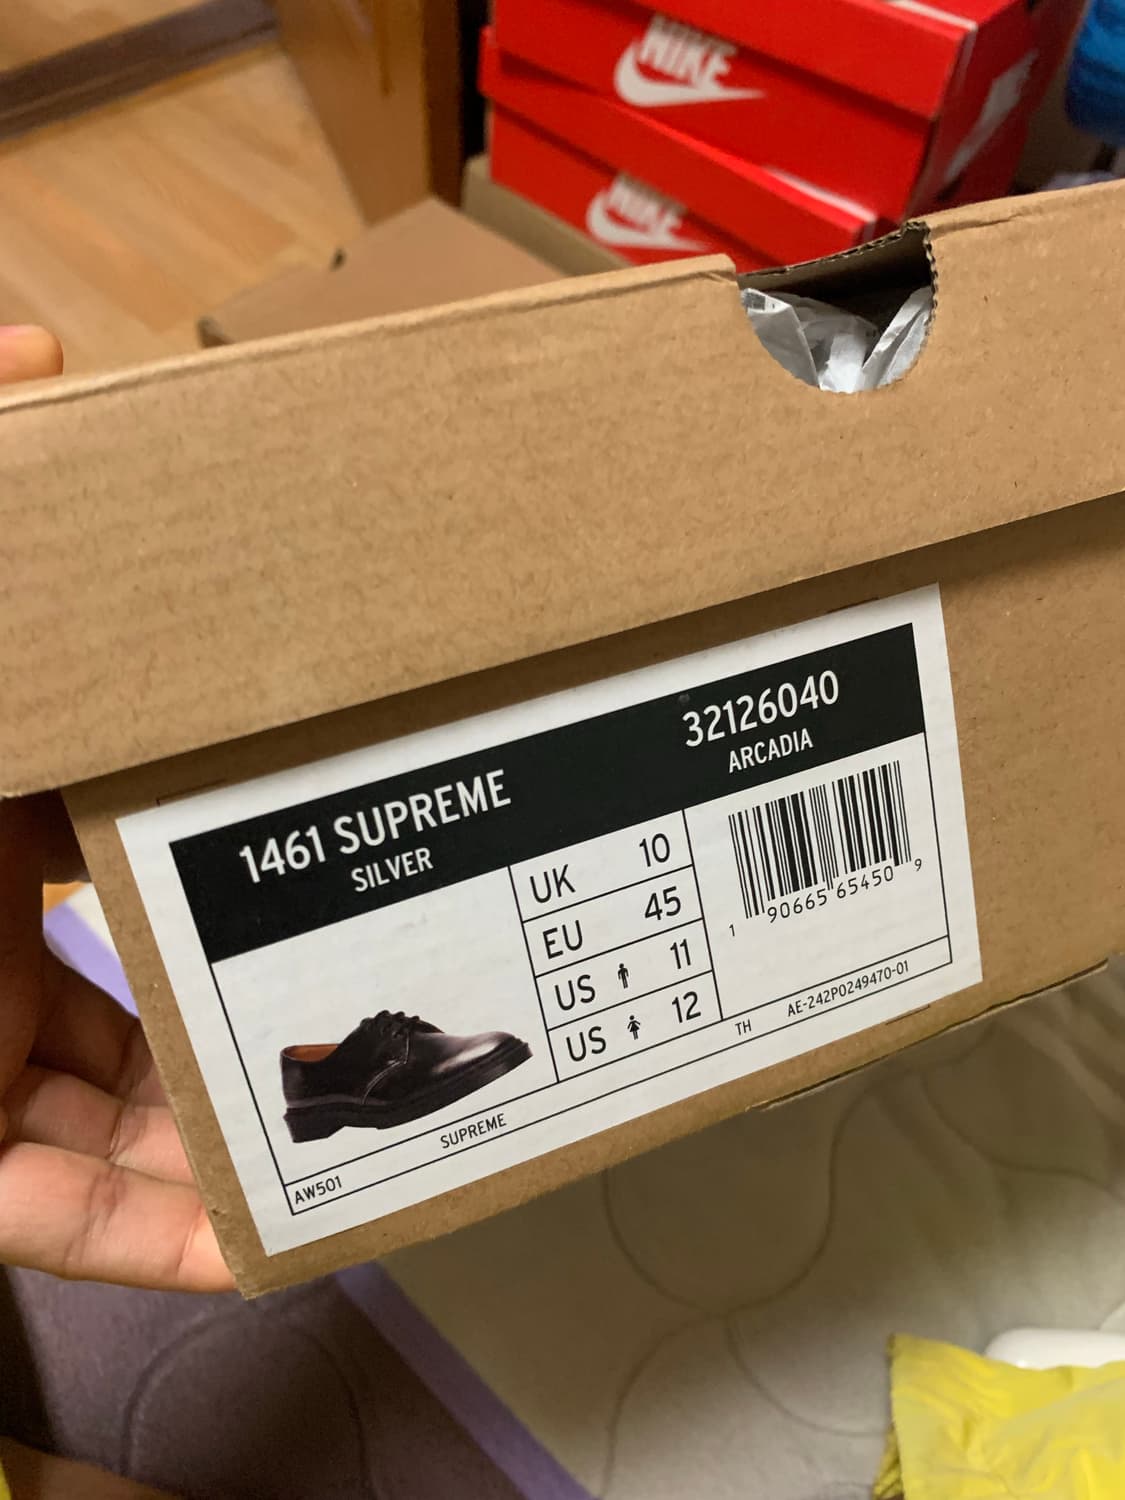 NIKE
NIKE
1461 SUPREME
SILVER
32126040
ARCADIA
UK 10
EU 45
US 11
US 12
1 90665 65450 9
AW501
SUPREME
TH
AE-242P0249470-01